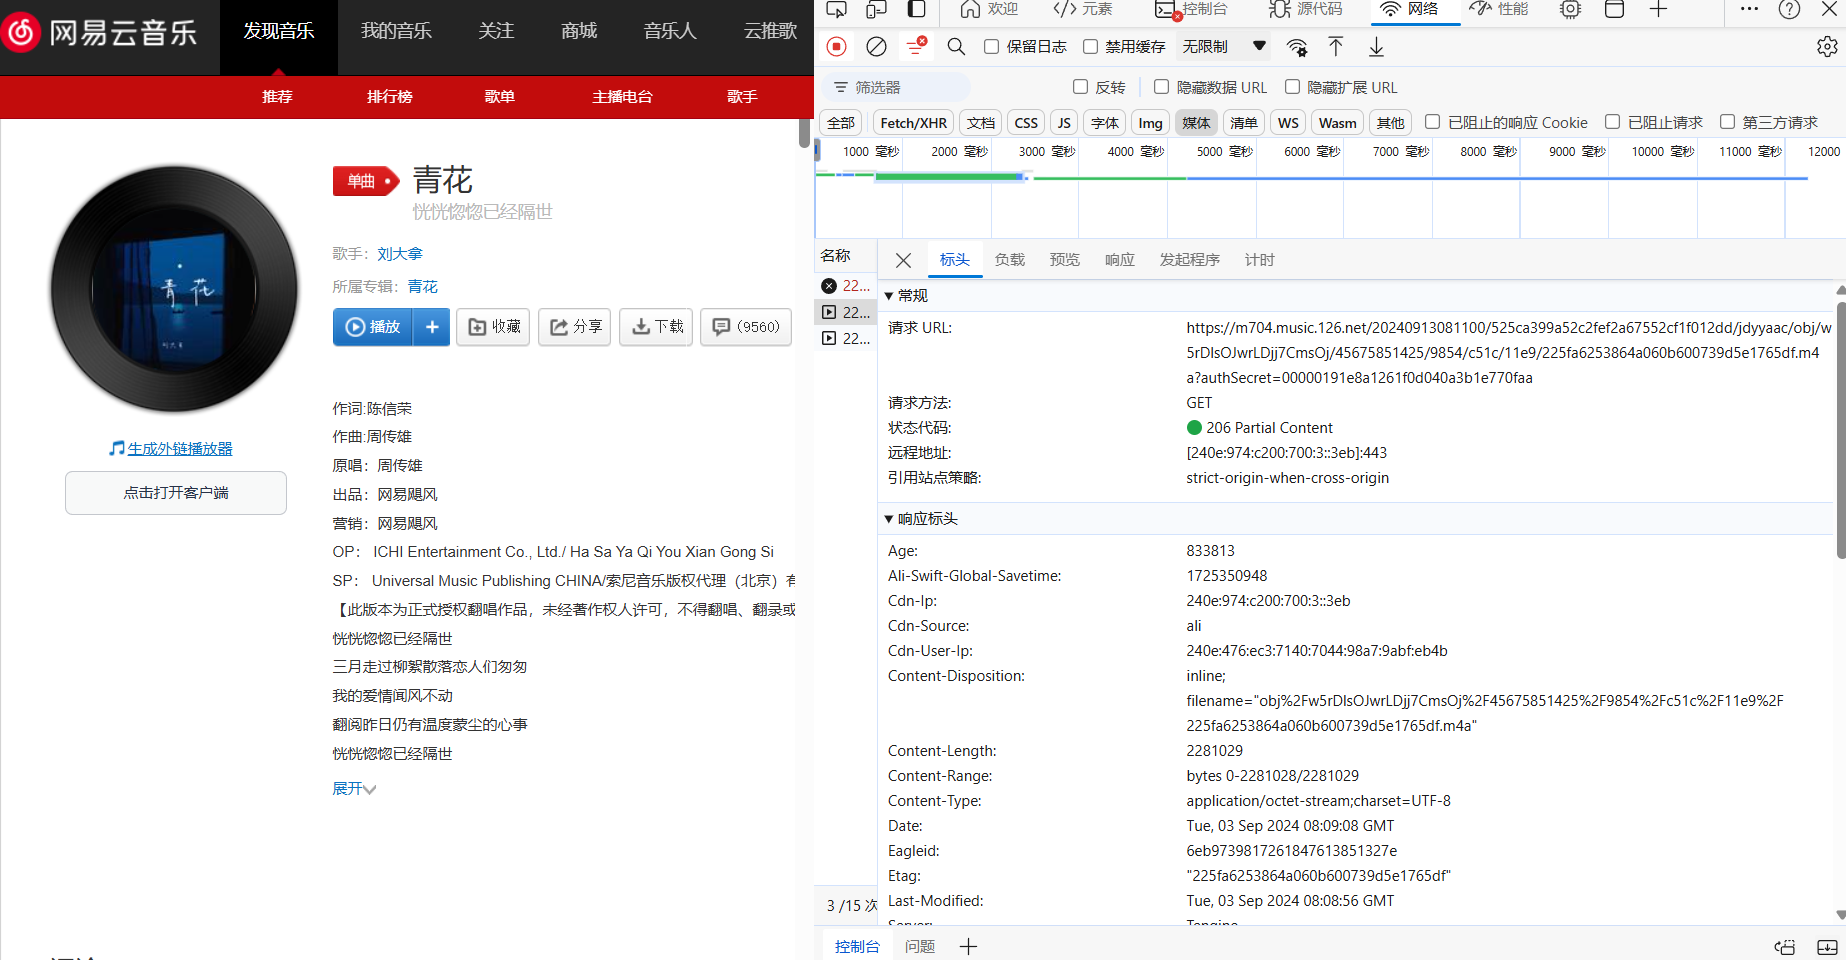 网易云音乐
发现音乐
我的音乐
关注
商城
音乐人
云推歌
推荐
排行榜
歌单
主播电台
歌手
青花
刘大拿
单曲
青花
恍恍惚惚已经隔世
歌手：刘大拿
所属专辑：青花
播放
收藏
分享
下载
(9560)
生成外链播放器
点击打开客户端
作词:陈信荣
作曲:周传雄
原唱：周传雄
出品：网易飓风
营销：网易飓风
OP： ICHI Entertainment Co., Ltd./ Ha Sa Ya Qi You Xian Gong Si
SP： Universal Music Publishing CHINA/索尼音乐版权代理（北京）有
【此版本为正式授权翻唱作品，未经著作权人许可，不得翻唱、翻录或
恍恍惚惚已经隔世
三月走过柳絮散落恋人们匆匆
我的爱情闻风不动
翻阅昨日仍有温度蒙尘的心事
恍恍惚惚已经隔世
展开
欢迎
元素
控制台
源代码
网络
性能
保留日志
禁用缓存
无限制
筛选器
反转
隐藏数据 URL
隐藏扩展 URL
全部
Fetch/XHR
文档
CSS
JS
字体
Img
媒体
清单
WS
Wasm
其他
已阻止的响应 Cookie
已阻止请求
第三方请求
1000 毫秒
2000 毫秒
3000 毫秒
4000 毫秒
5000 毫秒
6000 毫秒
7000 毫秒
8000 毫秒
9000 毫秒
10000 毫秒
11000 毫秒
12000
名称
22...
22...
22...
3 /15 次
标头
负载
预览
响应
发起程序
计时
常规
请求 URL:
https://m704.music.126.net/20240913081100/525ca399a52c2fef2a67552cf1f012dd/jdyyaac/obj/w
5rDlsOJwrLDjj7CmsOj/45675851425/9854/c51c/11e9/225fa6253864a060b600739d5e1765df.m4
a?authSecret=00000191e8a1261f0d040a3b1e770faa
请求方法:
GET
状态代码:
206 Partial Content
远程地址:
[240e:974:c200:700:3::3eb]:443
引用站点策略:
strict-origin-when-cross-origin
响应标头
Age:
833813
Ali-Swift-Global-Savetime:
1725350948
Cdn-Ip:
240e:974:c200:700:3::3eb
Cdn-Source:
ali
Cdn-User-Ip:
240e:476:ec3:7140:7044:98a7:9abf:eb4b
Content-Disposition:
inline;
filename="obj%2Fw5rDlsOJwrLDjj7CmsOj%2F45675851425%2F9854%2Fc51c%2F11e9%2F
225fa6253864a060b600739d5e1765df.m4a"
Content-Length:
2281029
Content-Range:
bytes 0-2281028/2281029
Content-Type:
application/octet-stream;charset=UTF-8
Date:
Tue, 03 Sep 2024 08:09:08 GMT
Eagleid:
6eb9739817261847613851327e
Etag:
"225fa6253864a060b600739d5e1765df"
Last-Modified:
Tue, 03 Sep 2024 08:08:56 GMT
Server:
Tengine
控制台
问题